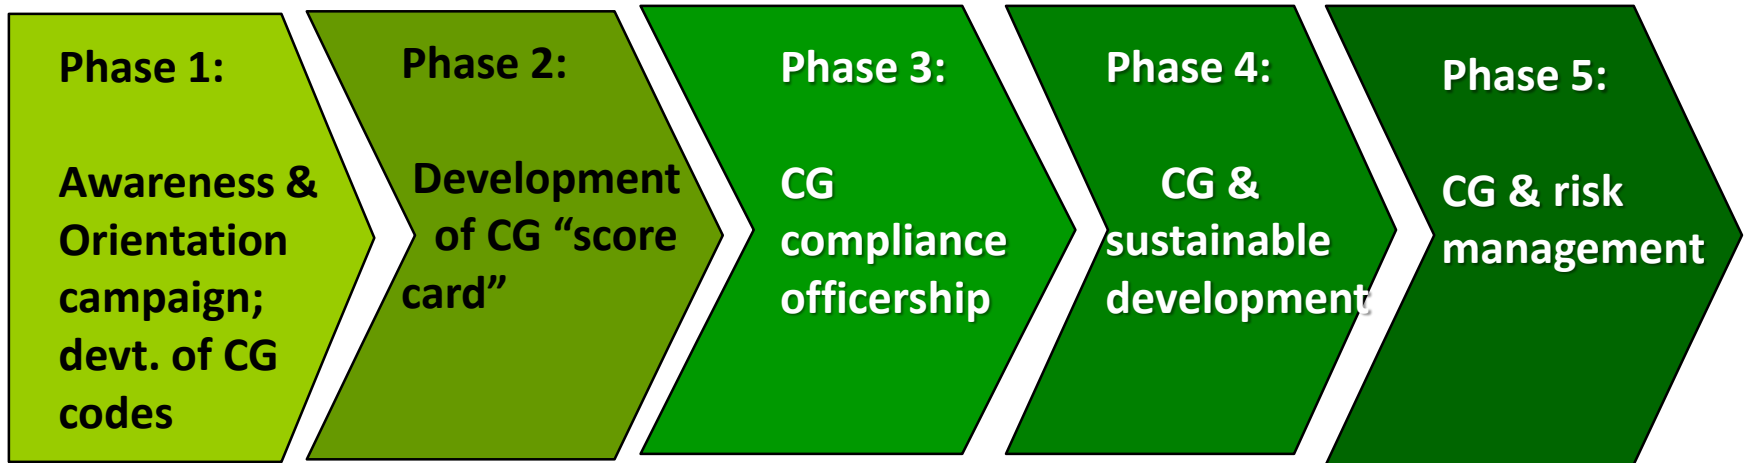 Phase 1:
Awareness &
Orientation
campaign;
devt. of CG
codes
Phase 2:
Development
of CG “score
card”
Phase 3:
CG
compliance
officership
Phase 4:
CG &
sustainable
development
Phase 5:
CG & risk
management